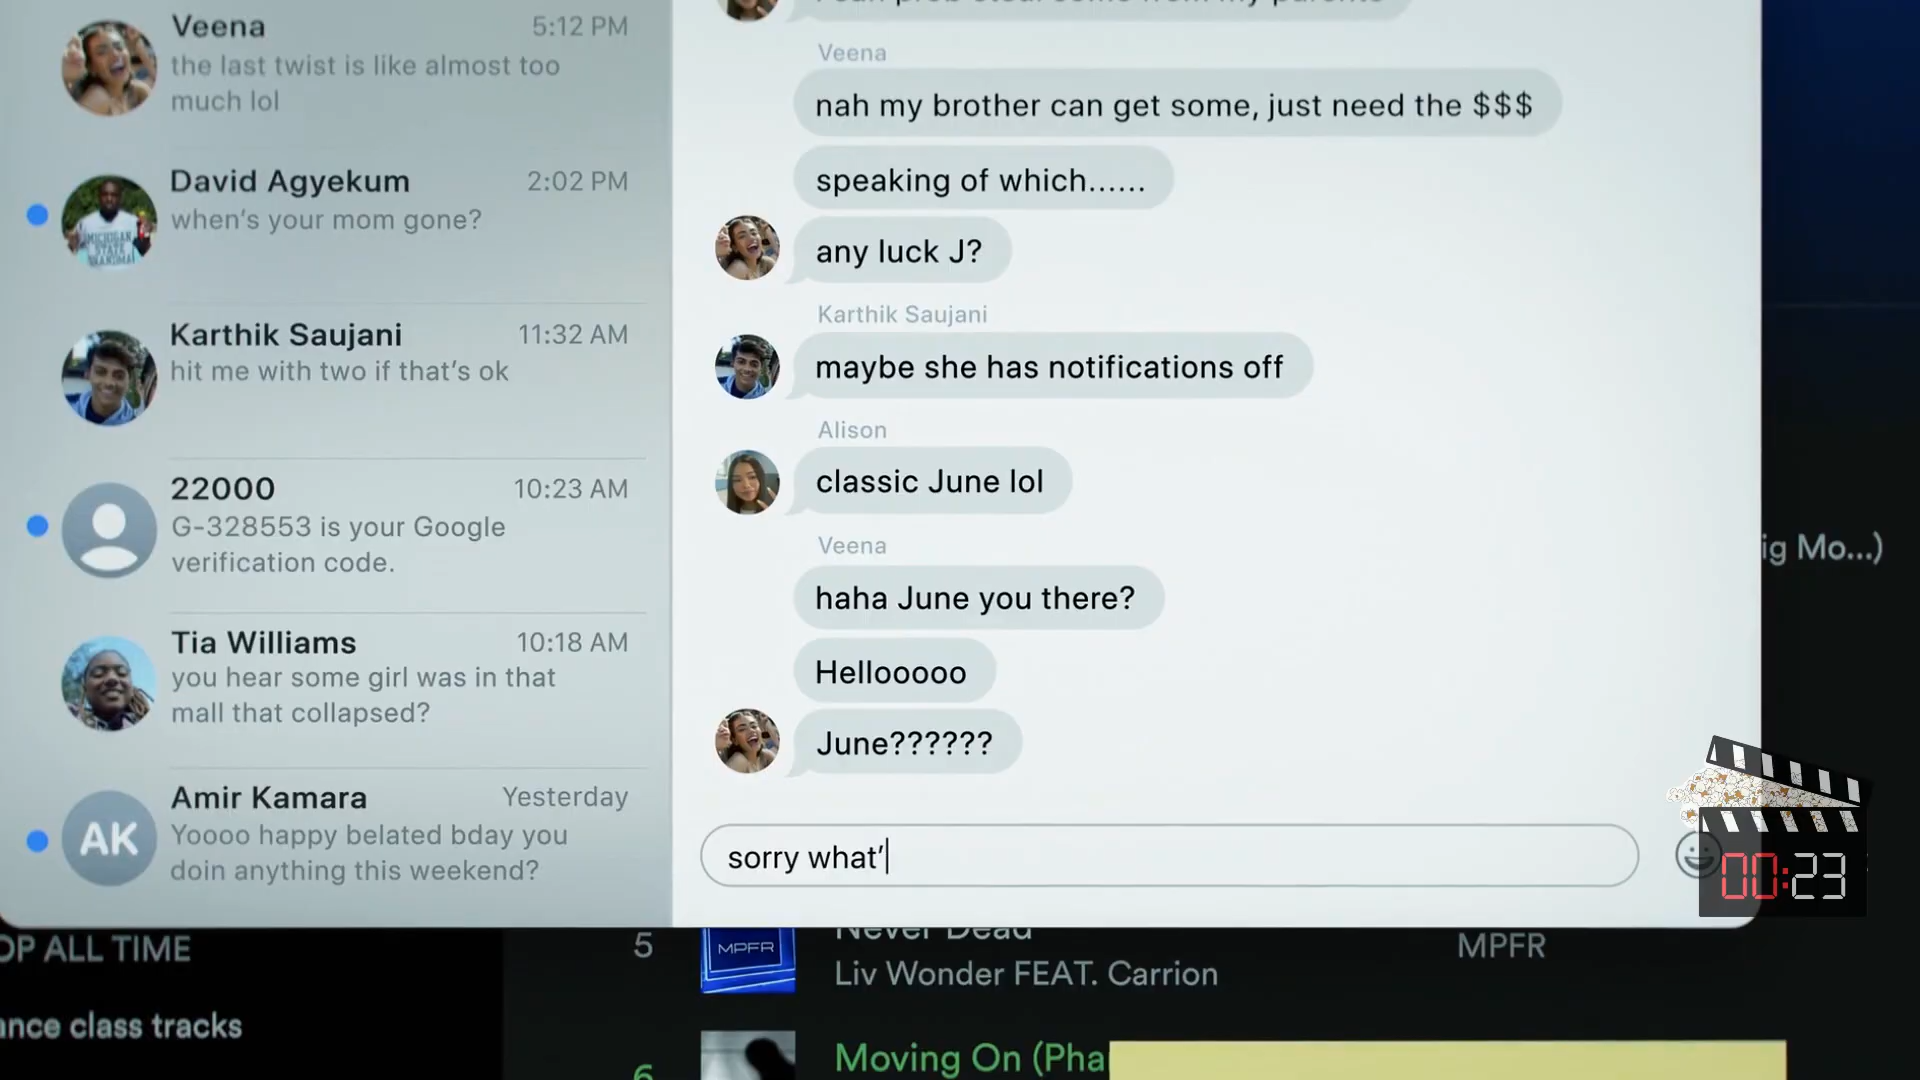 Veena
5:12 PM
the last twist is like almost too
much lol
David Agyekum
2:02 PM
when's your mom gone?
Karthik Saujani
11:32 AM
hit me with two if that's ok
22000
10:23 AM
G-328553 is your Google
verification code.
Tia Williams
10:18 AM
you hear some girl was in that
mall that collapsed?
Amir Kamara
Yesterday
AK
Yoooo happy belated bday you
doin anything this weekend?
Veena
nah my brother can get some, just need the $$$
speaking of which......
any luck J?
Karthik Saujani
maybe she has notifications off
Alison
classic June lol
Veena
haha June you there?
Hellooooo
June??????
sorry what'
00:23
ig Mo...)
OP ALL TIME
ance class tracks
5
MPFR
Never Dead
Liv Wonder FEAT. Carrion
MPFR
6
Moving On (Pha